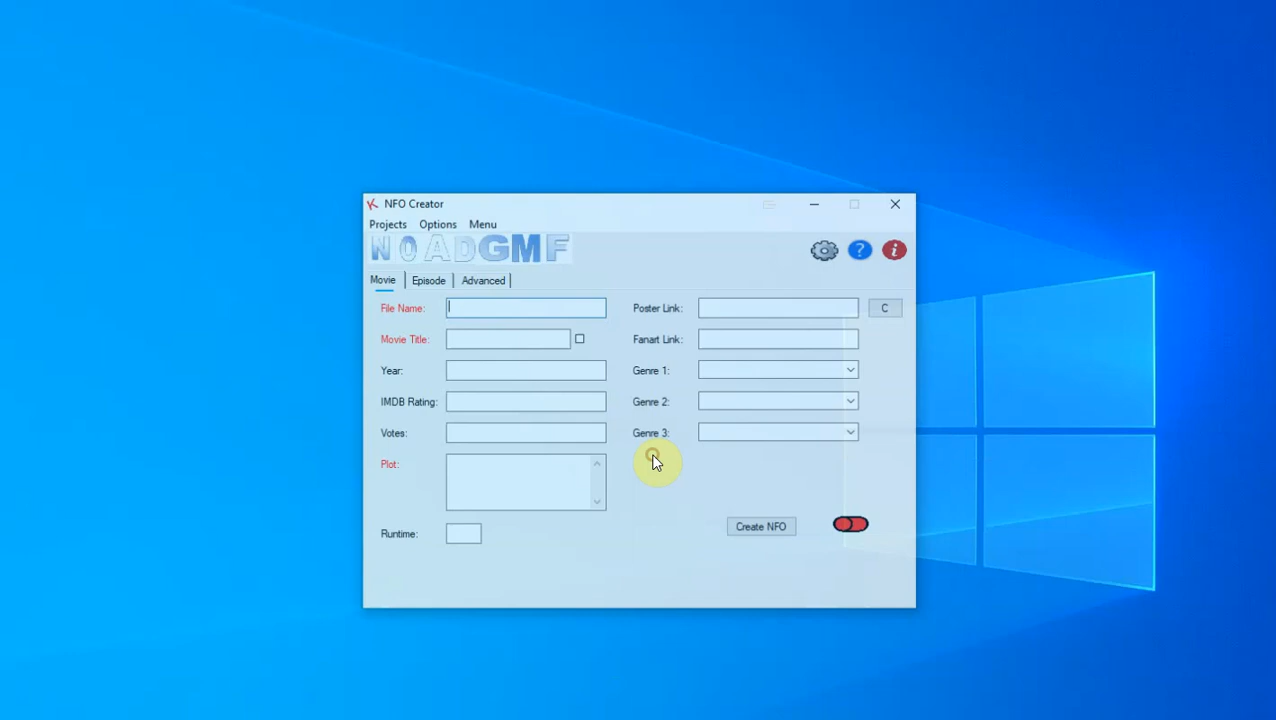 NFO Creator
Projects Options Menu
N O A D G M F
Movie Episode Advanced
File Name: Poster Link: C
Movie Title: Fanart Link:
Year: Genre 1:
IMDB Rating: Genre 2:
Votes: Genre 3:
Plot:
Create NFO
Runtime: